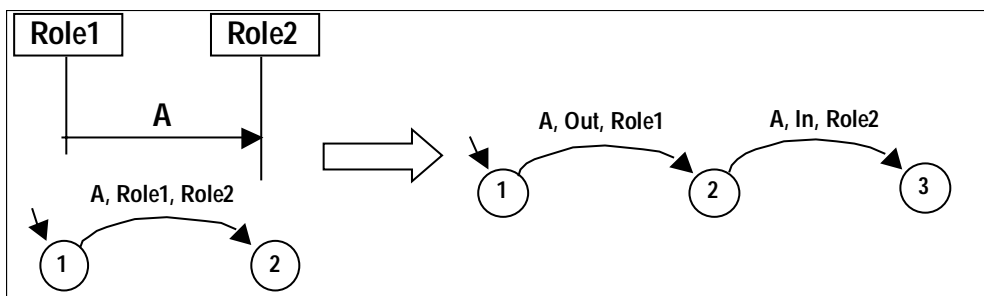 Role1 Role2
A
A, Role1, Role2
1 2
A, Out, Role1 A, In, Role2
1 2 3